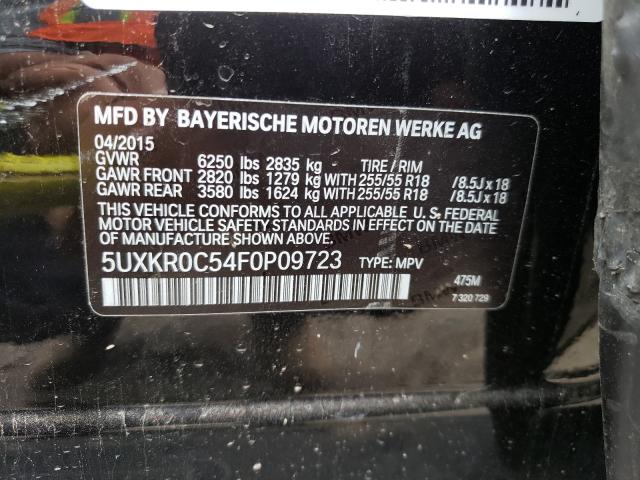 MFD BY BAYERISCHE MOTOREN WERKE AG
04/2015
GVWR 6250 lbs 2835 kg TIRE / RIM
GAWR FRONT 2820 lbs 1279 kg WITH 255/55 R18 /8.5J x 18
GAWR REAR 3580 lbs 1624 kg WITH 255/55 R18 /8.5J x 18
THIS VEHICLE CONFORMS TO ALL APPLICABLE U. S. FEDERAL
MOTOR VEHICLE SAFETY STANDARDS IN EFFECT ON THE DATE
OF MANUFACTURE SHOWN ABOVE.
5UXKR0C54F0P09723 TYPE: MPV
475M
7 320 729